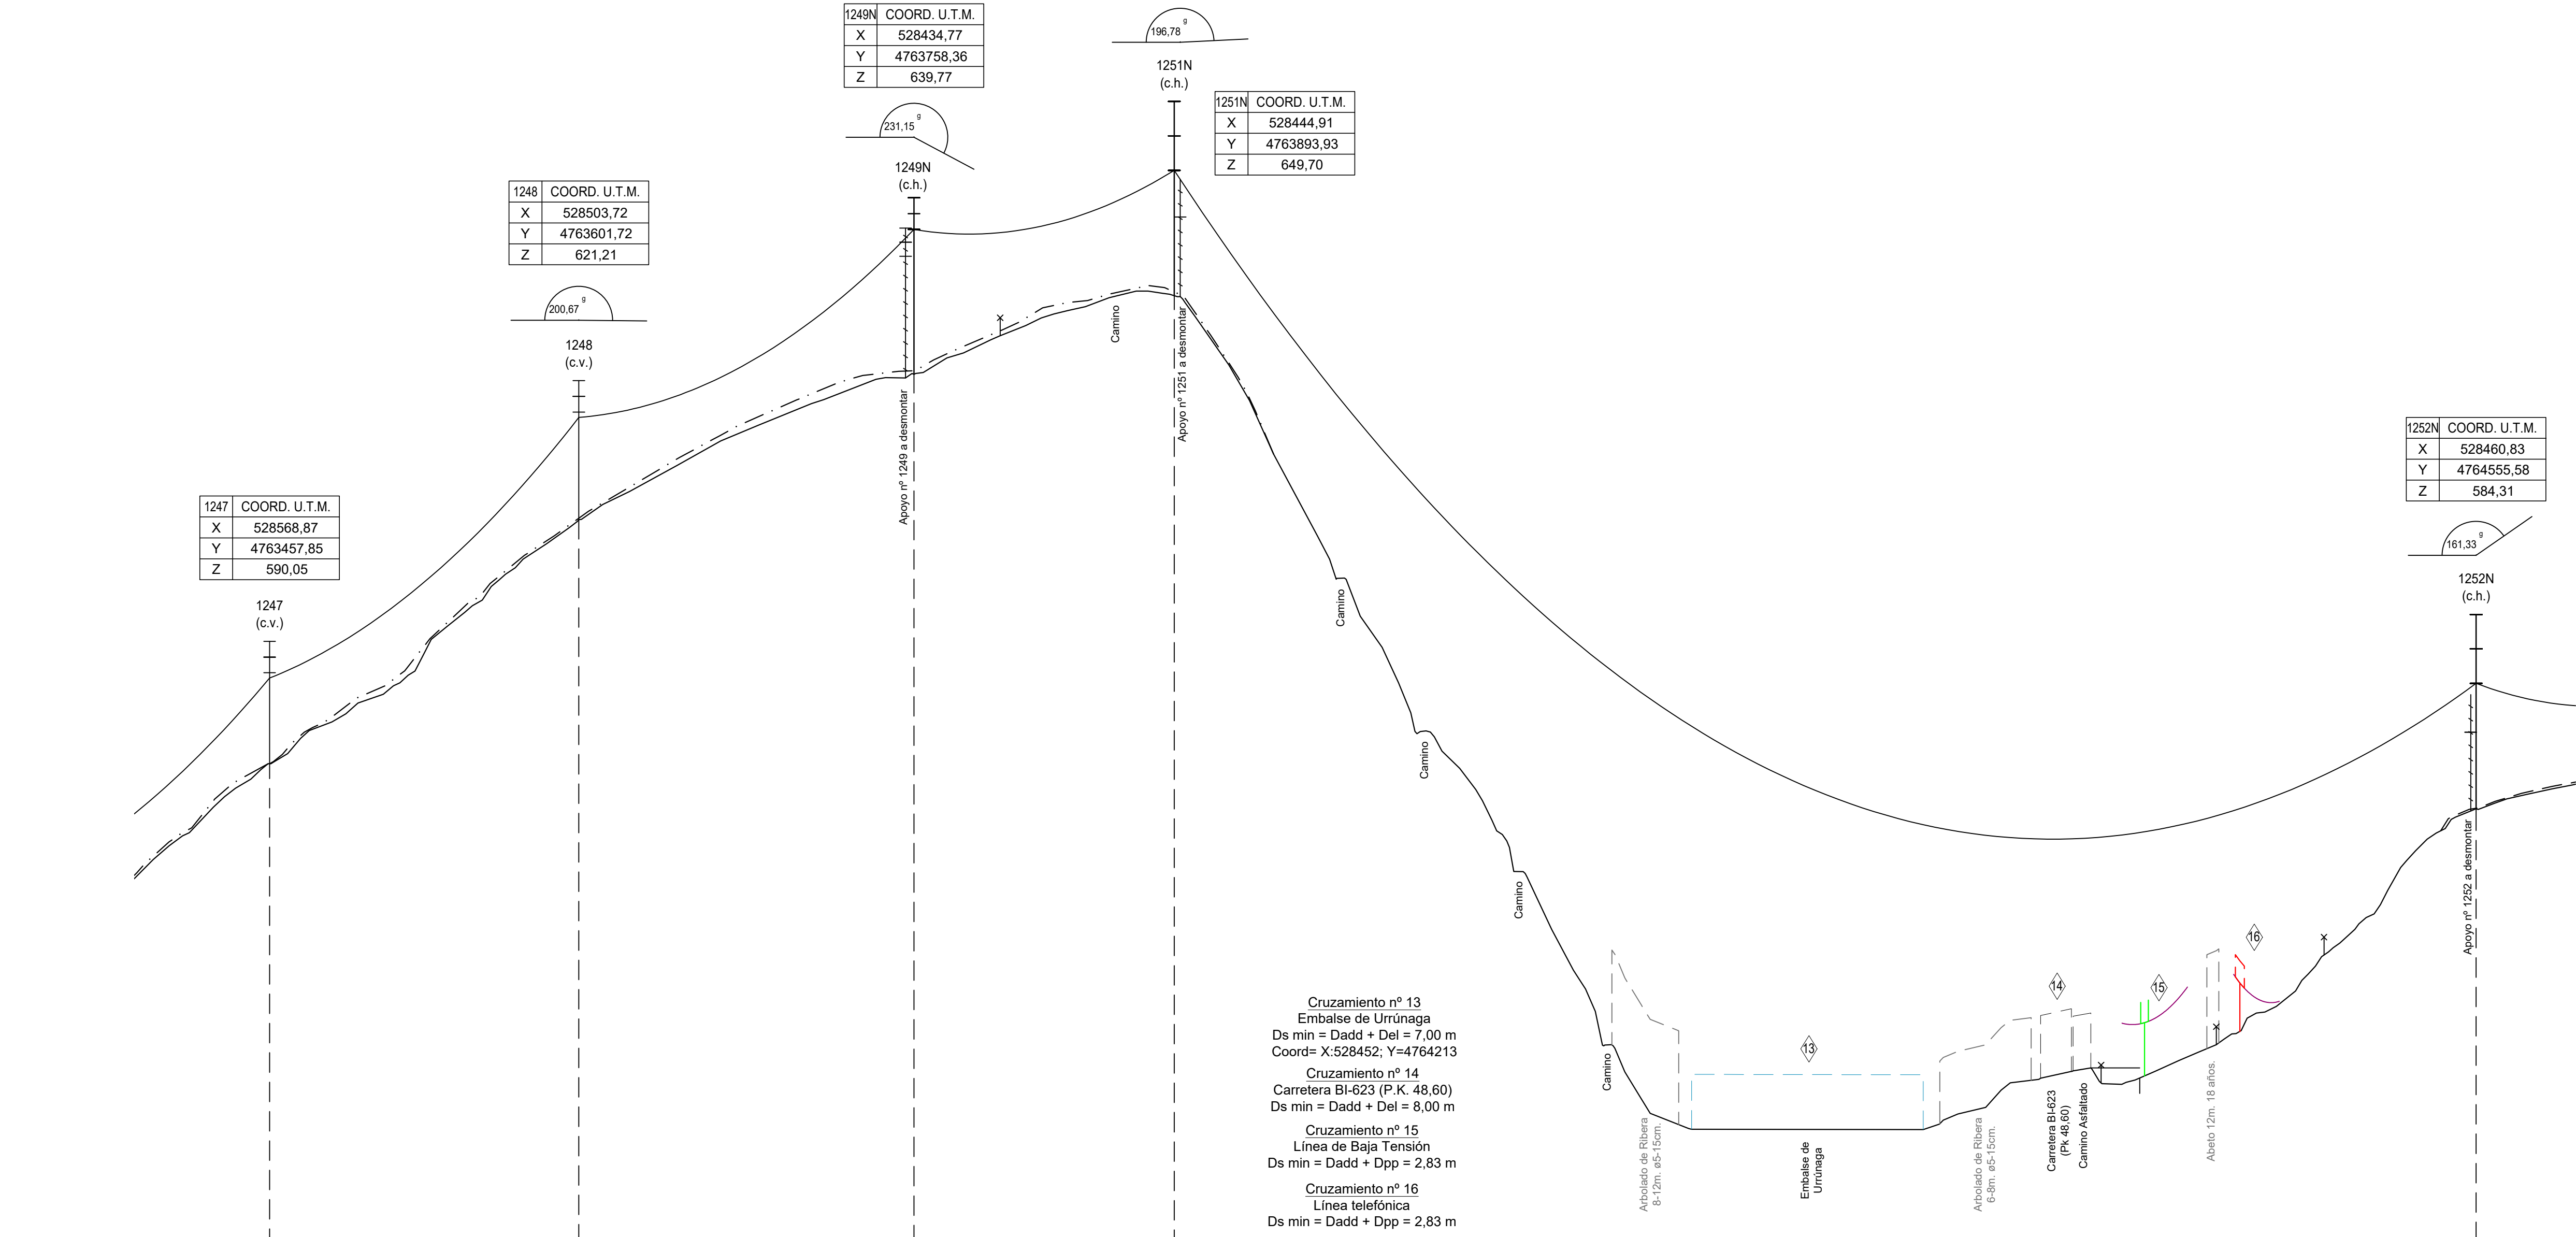 1247 COORD. U.T.M.
X 528568,87
Y 4763457,85
Z 590,05
1247
(c.v.)
1248 COORD. U.T.M.
X 528503,72
Y 4763601,72
Z 621,21
200,67 g
1248
(c.v.)
1249N COORD. U.T.M.
X 528434,77
Y 4763758,36
Z 639,77
231,15 g
1249N
(c.h.)
Apoyo nº 1249 a desmontar
196,78 g
1251N
(c.h.)
1251N COORD. U.T.M.
X 528444,91
Y 4763893,93
Z 649,70
Camino
Apoyo nº 1251 a desmontar
Camino
Camino
Camino
Camino
Cruzamiento nº 13
Embalse de Urrúnaga
Ds min = Dadd + Del = 7,00 m
Coord= X:528452; Y=4764213
Cruzamiento nº 14
Carretera BI-623 (P.K. 48,60)
Ds min = Dadd + Del = 8,00 m
Cruzamiento nº 15
Línea de Baja Tensión
Ds min = Dadd + Dpp = 2,83 m
Cruzamiento nº 16
Línea telefónica
Ds min = Dadd + Dpp = 2,83 m
Arbolado de Ribera
8-12m. ø5-15cm.
13
Embalse de
Urrúnaga
Arbolado de Ribera
6-8m. ø5-15cm.
14
Carretera BI-623
(Pk 48,60)
Camino Asfaltado
15
Abeto 12m. 18 años.
16
1252N COORD. U.T.M.
X 528460,83
Y 4764555,58
Z 584,31
161,33 g
1252N
(c.h.)
Apoyo nº 1252 a desmontar